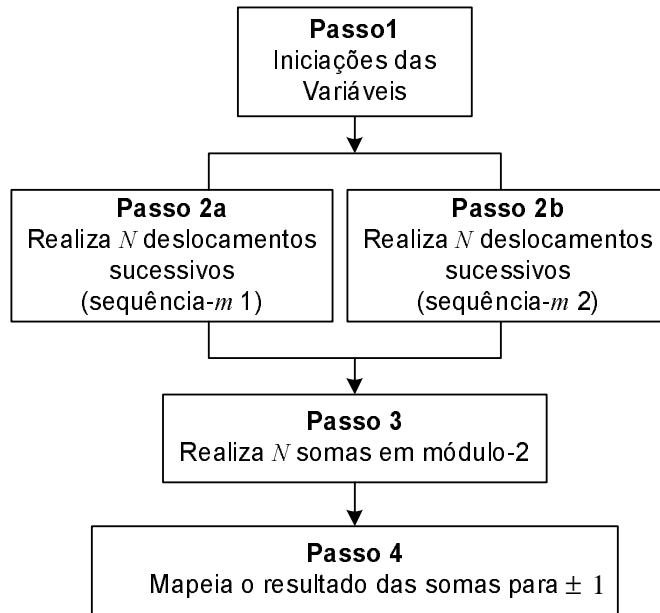 Passo1
Iniciações das
Variáveis
Passo 2a
Realiza N deslocamentos
sucessivos
(sequência-m 1)
Passo 2b
Realiza N deslocamentos
sucessivos
(sequência-m 2)
Passo 3
Realiza N somas em módulo-2
Passo 4
Mapeia o resultado das somas para ± 1